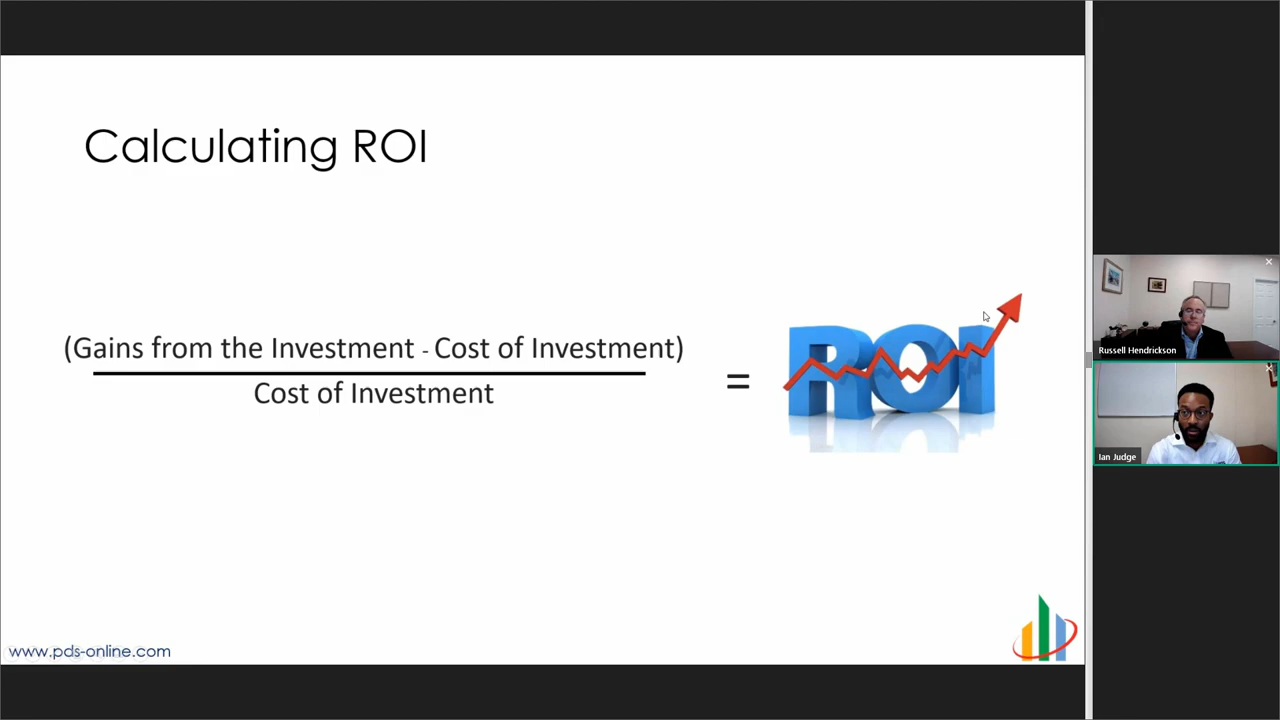 Calculating ROI
(Gains from the Investment - Cost of Investment)
Cost of Investment
=
ROI
www.pds-online.com
Russell Hendrickson
Ian Judge